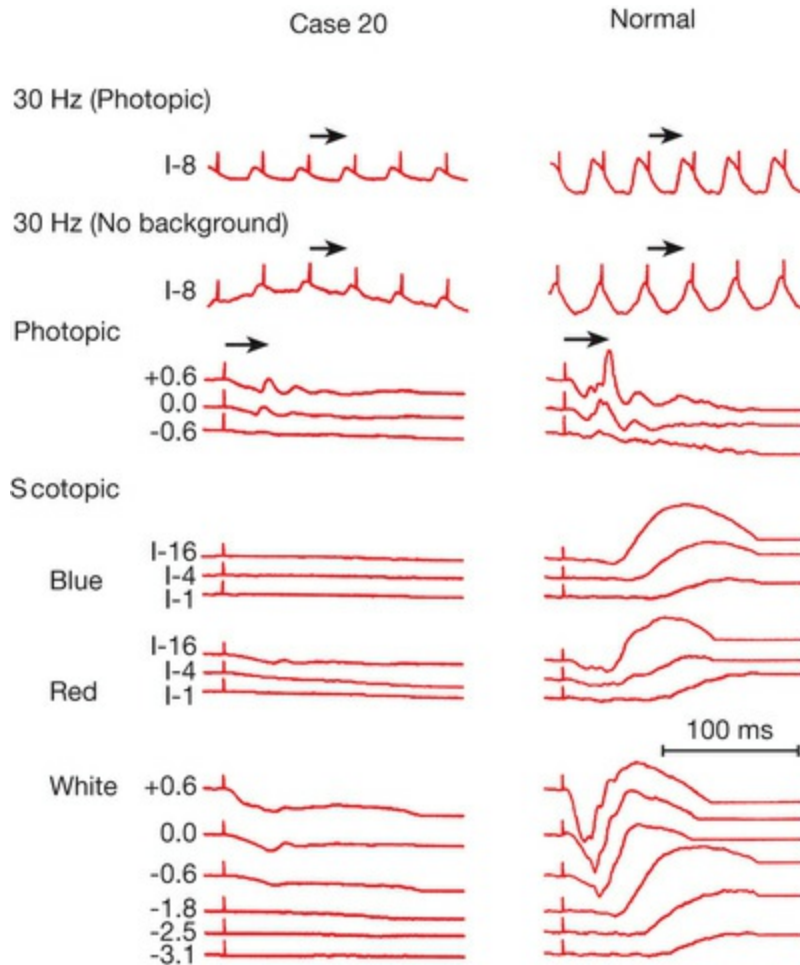 Case 20 Normal
30 Hz (Photopic)
I-8
30 Hz (No background)
I-8
Photopic
+0.6
0.0
-0.6
Scotopic
I-16
Blue I-4
I-1
I-16
Red I-4
I-1
100 ms
White +0.6
0.0
-0.6
-1.8
-2.5
-3.1